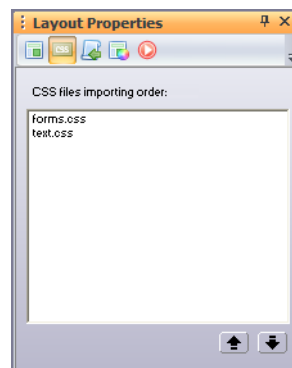 Layout Properties
CSS
CSS files importing order:
forms.css
text.css